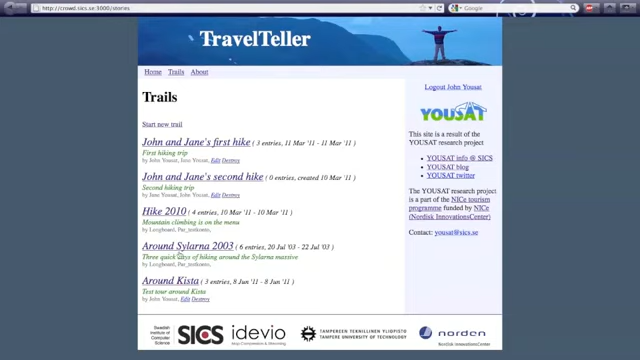 http://crowd.sics.se:3000/stories
Google
TravelTeller
Home Trails About
Trails
Start new trail
John and Jane's first hike ( 3 entries, 11 Mar '11 - 11 Mar '11 )
First hiking trip
by John Yousat, Jane Yousat, Edit Destroy
John and Jane's second hike ( 0 entries, created 10 Mar '11 )
Second hiking trip
by Jane Yousat, John Yousat, Edit Destroy
Hike 2010 ( 4 entries, 10 Mar '11 - 10 Mar '11 )
Mountain climbing is on the menu
by Longboard, Par_testkonto,
Around Sylarna 2003 ( 6 entries, 20 Jul '03 - 22 Jul '03 )
Three quick days of hiking around the Sylarna massive
by Longboard, Par_testkonto,
Around Kista ( 3 entries, 8 Jun '11 - 8 Jun '11 )
Test tour around Kista
by John Yousat, Edit Destroy
Logout John Yousat
YOUSAT
This site is a result of the
YOUSAT research project
YOUSAT info @ SICS
YOUSAT blog
YOUSAT twitter
The YOUSAT research project
is a part of the NICe tourism
programme funded by NICe
(Nordisk InnovationsCenter)
Contact: yousat@sics.se
Swedish
Institute of
Computer
Science
SICS
idevio
TAMPEREEN TEKNILLINEN YLIOPISTO
TAMPERE UNIVERSITY OF TECHNOLOGY
norden
Nordisk InnovationsCenter